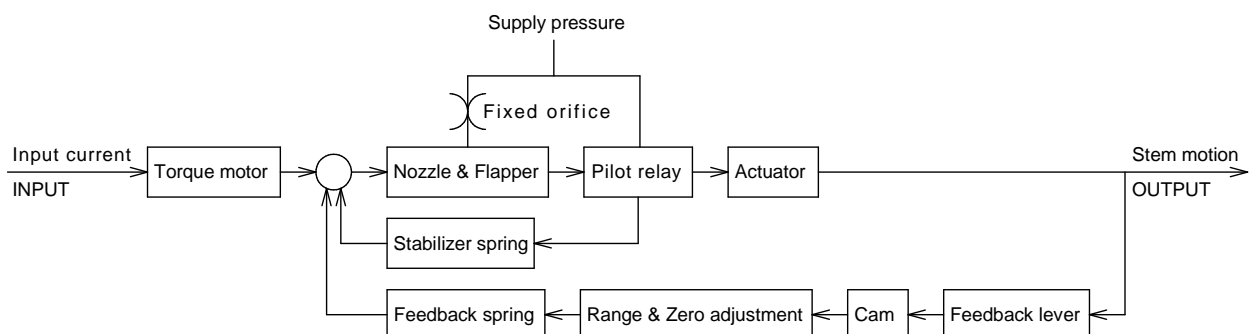 Supply pressure
Fixed orifice
Input current
INPUT
Torque motor
Nozzle & Flapper
Pilot relay
Actuator
Stem motion
OUTPUT
Stabilizer spring
Feedback spring
Range & Zero adjustment
Cam
Feedback lever